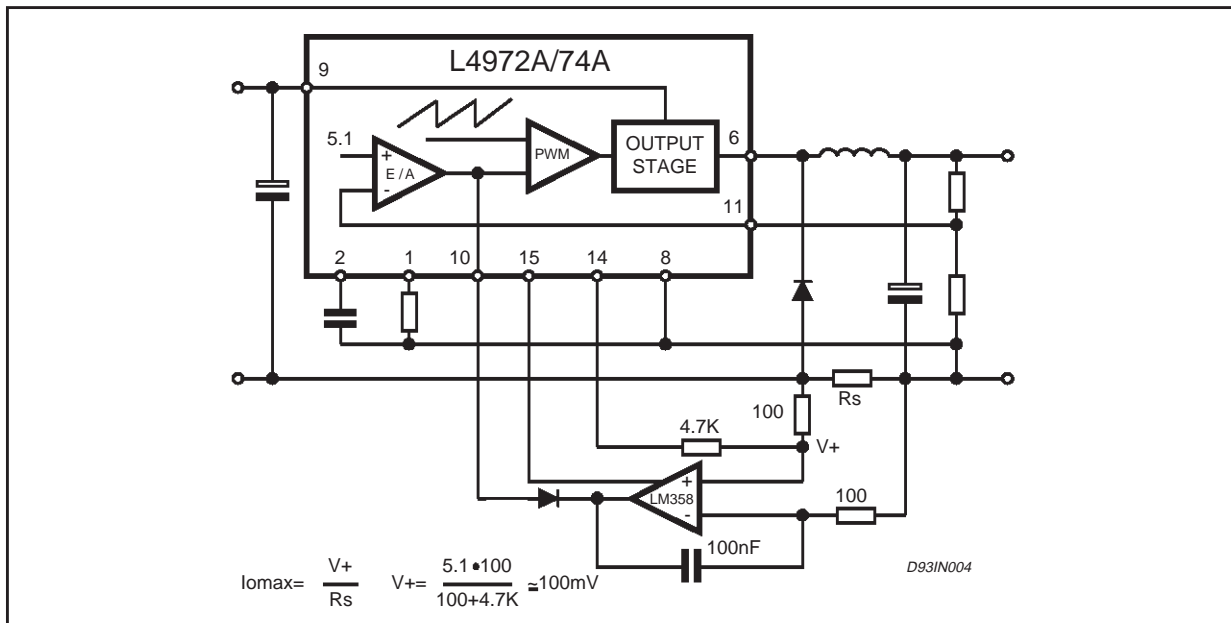 L4972A/74A
9
5.1
+
E / A
-
PWM
OUTPUT
STAGE
6
11
2
1
10
15
14
8
Rs
100
4.7K
V+
+
LM358
-
100
100nF
D93IN004
Iomax= V+ / Rs V+= 5.1•100 / 100+4.7K ≅100mV